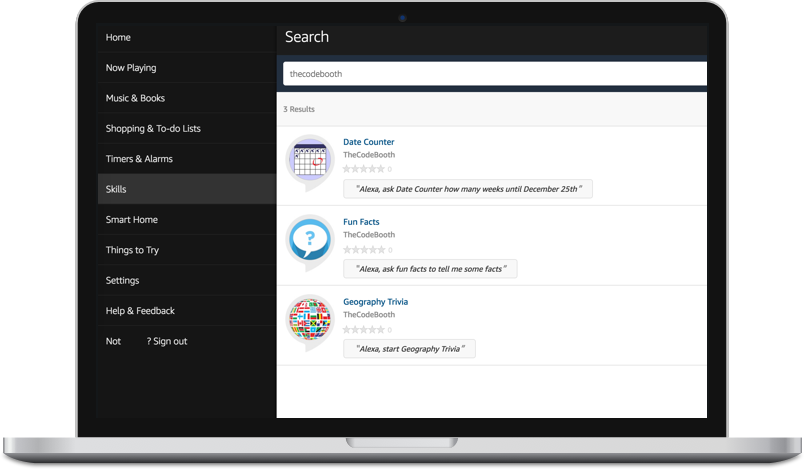 Home
Now Playing
Music & Books
Shopping & To-do Lists
Timers & Alarms
Skills
Smart Home
Things to Try
Settings
Help & Feedback
Not ? Sign out
Search
thecodebooth
3 Results
Date Counter
TheCodeBooth
0
"Alexa, ask Date Counter how many weeks until December 25th"
Fun Facts
TheCodeBooth
0
"Alexa, ask fun facts to tell me some facts"
Geography Trivia
TheCodeBooth
0
"Alexa, start Geography Trivia"